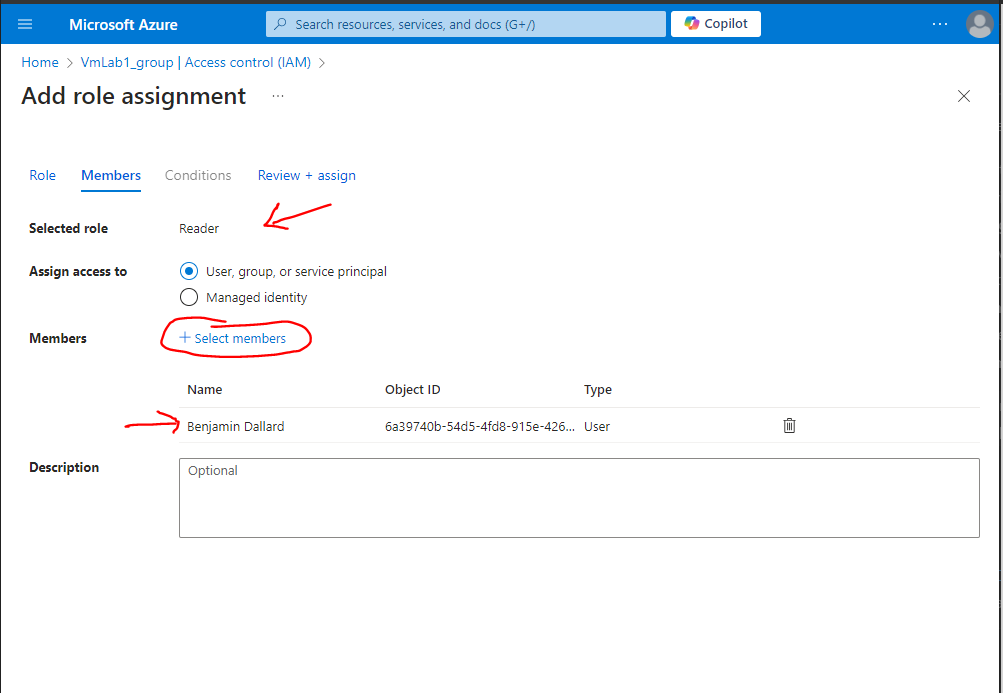 Microsoft Azure Search resources, services, and docs (G+/) Copilot ...
Home > VmLab1_group | Access control (IAM) >
Add role assignment ...
Role Members Conditions Review + assign
Selected role Reader
Assign access to User, group, or service principal
Managed identity
Members + Select members
Name Object ID Type
Benjamin Dallard 6a39740b-54d5-4fd8-915e-426... User
Description Optional